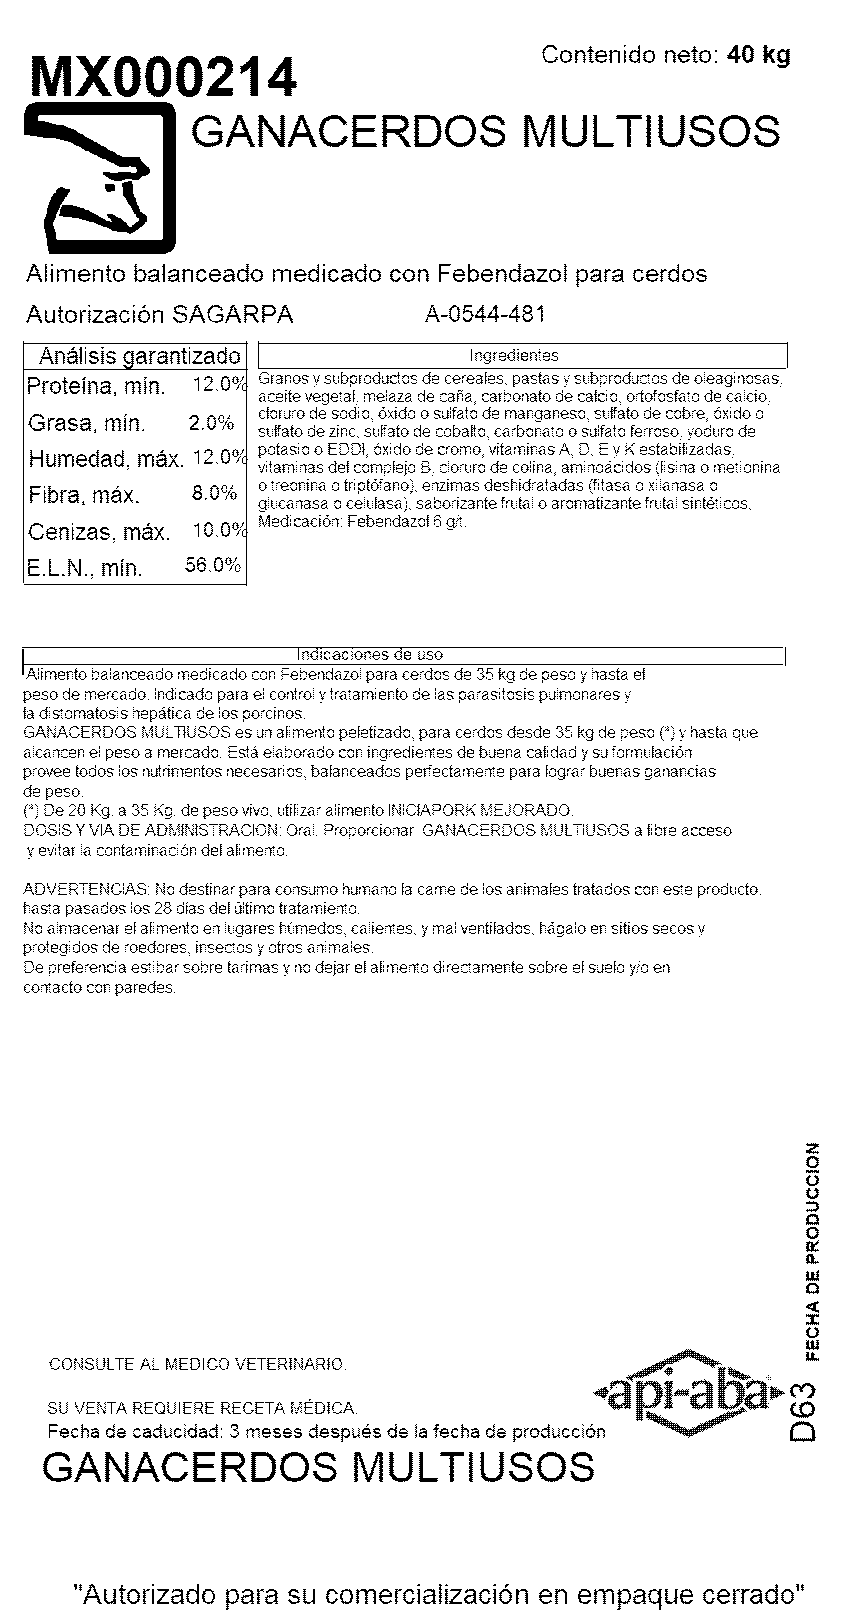 Contenido neto: 40 kg
MX000214
GANACERDOS MULTIUSOS
Alimento balanceado medicado con Febendazol para cerdos
Autorización SAGARPA A-0544-481
Análisis garantizado
Proteína, mín. 12.0%
Grasa, mín. 2.0%
Humedad, máx. 12.0%
Fibra, máx. 8.0%
Cenizas, máx. 10.0%
E.L.N., mín. 56.0%
Ingredientes
Granos y subproductos de cereales, pastas y subproductos de oleaginosas,
aceite vegetal, melaza de caña, carbonato de calcio, ortofosfato de calcio,
cloruro de sodio, óxido o sulfato de manganeso, sulfato de cobre, óxido o
sulfato de zinc, sulfato de cobalto, carbonato o sulfato ferroso, yoduro de
potasio o EDDI, óxido de cromo, vitaminas A, D, E y K estabilizadas,
vitaminas del complejo B, cloruro de colina, aminoácidos (lisina o metionina
o treonina o triptófano), enzimas deshidratadas (fitasa o xilanasa o
glucanasa o celulasa), saborizante frutal o aromatizante frutal sintéticos.
Medicación: Febendazol 6 g/t.
Indicaciones de uso
Alimento balanceado medicado con Febendazol para cerdos de 35 kg de peso y hasta el
peso de mercado. Indicado para el control y tratamiento de las parasitosis pulmonares y
la distomatosis hepática de los porcinos.
GANACERDOS MULTIUSOS es un alimento peletizado, para cerdos desde 35 kg de peso (*) y hasta que
alcancen el peso a mercado. Está elaborado con ingredientes de buena calidad y su formulación
provee todos los nutrimentos necesarios, balanceados perfectamente para lograr buenas ganancias
de peso.
(*) De 20 Kg. a 35 Kg. de peso vivo, utilizar alimento INICIAPORK MEJORADO.
DOSIS Y VIA DE ADMINISTRACION: Oral. Proporcionar GANACERDOS MULTIUSOS a libre acceso
y evitar la contaminación del alimento.
ADVERTENCIAS: No destinar para consumo humano la carne de los animales tratados con este producto,
hasta pasados los 28 días del último tratamiento.
No almacenar el alimento en lugares húmedos, calientes, y mal ventilados, hágalo en sitios secos y
protegidos de roedores, insectos y otros animales.
De preferencia estibar sobre tarimas y no dejar el alimento directamente sobre el suelo y/o en
contacto con paredes.
FECHA DE PRODUCCION
D63
CONSULTE AL MEDICO VETERINARIO.
api-aba
SU VENTA REQUIERE RECETA MÉDICA.
Fecha de caducidad: 3 meses después de la fecha de producción
GANACERDOS MULTIUSOS
"Autorizado para su comercialización en empaque cerrado"